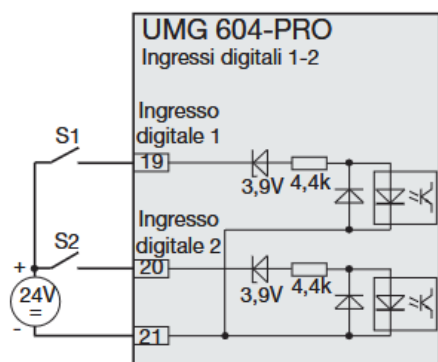 UMG 604-PRO
Ingressi digitali 1-2
Ingresso
digitale 1
S1
19
3,9V
4,4k
Ingresso
digitale 2
S2
+
20
24V
=
3,9V
4,4k
-
21